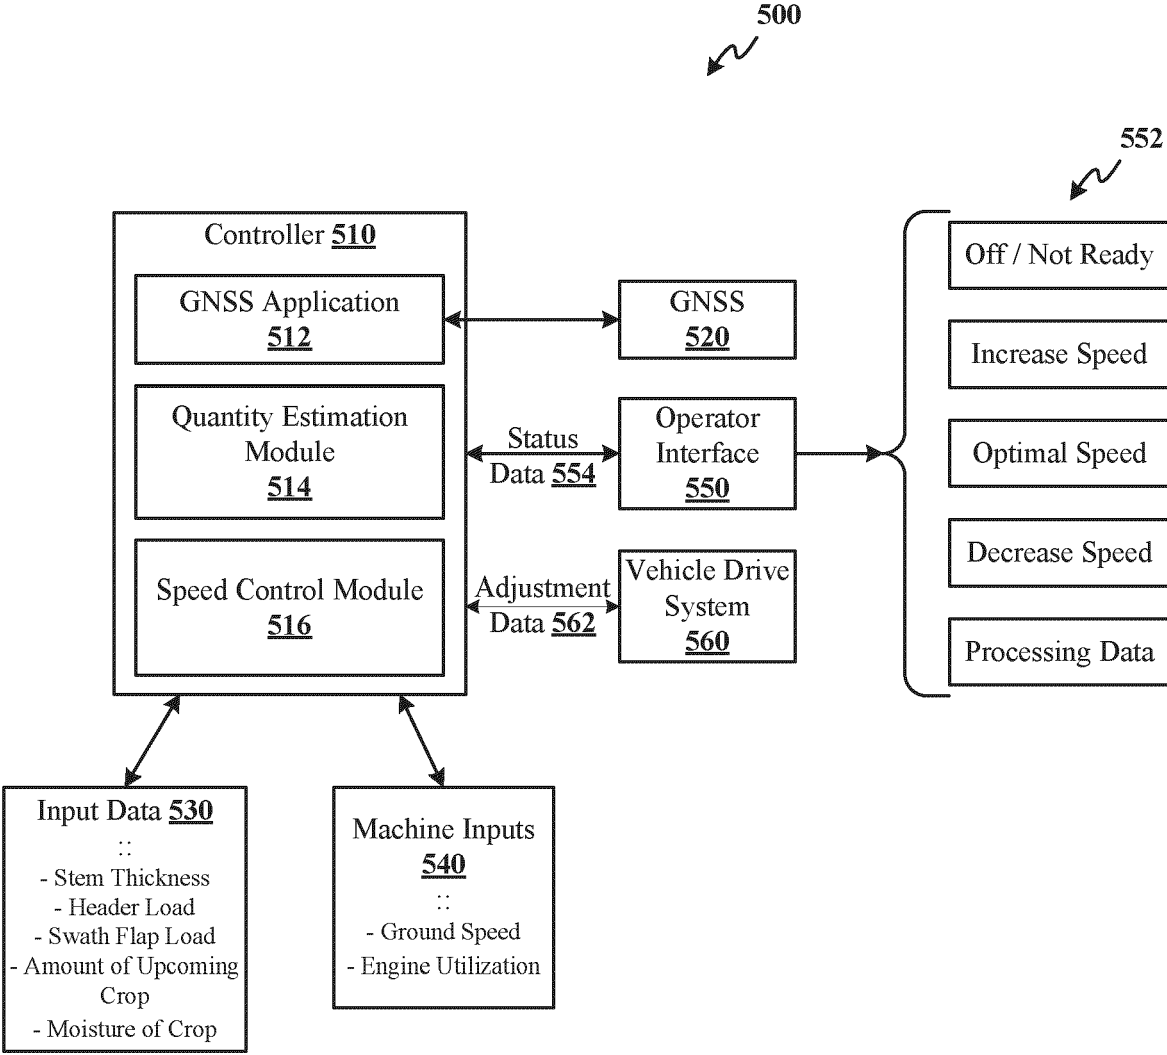 500
552
Controller 510
GNSS Application
512
Quantity Estimation
Module
514
Speed Control Module
516
GNSS
520
Status
Data 554
Operator
Interface
550
Adjustment
Data 562
Vehicle Drive
System
560
Off / Not Ready
Increase Speed
Optimal Speed
Decrease Speed
Processing Data
Input Data 530
::
- Stem Thickness
- Header Load
- Swath Flap Load
- Amount of Upcoming
Crop
- Moisture of Crop
Machine Inputs
540
::
- Ground Speed
- Engine Utilization